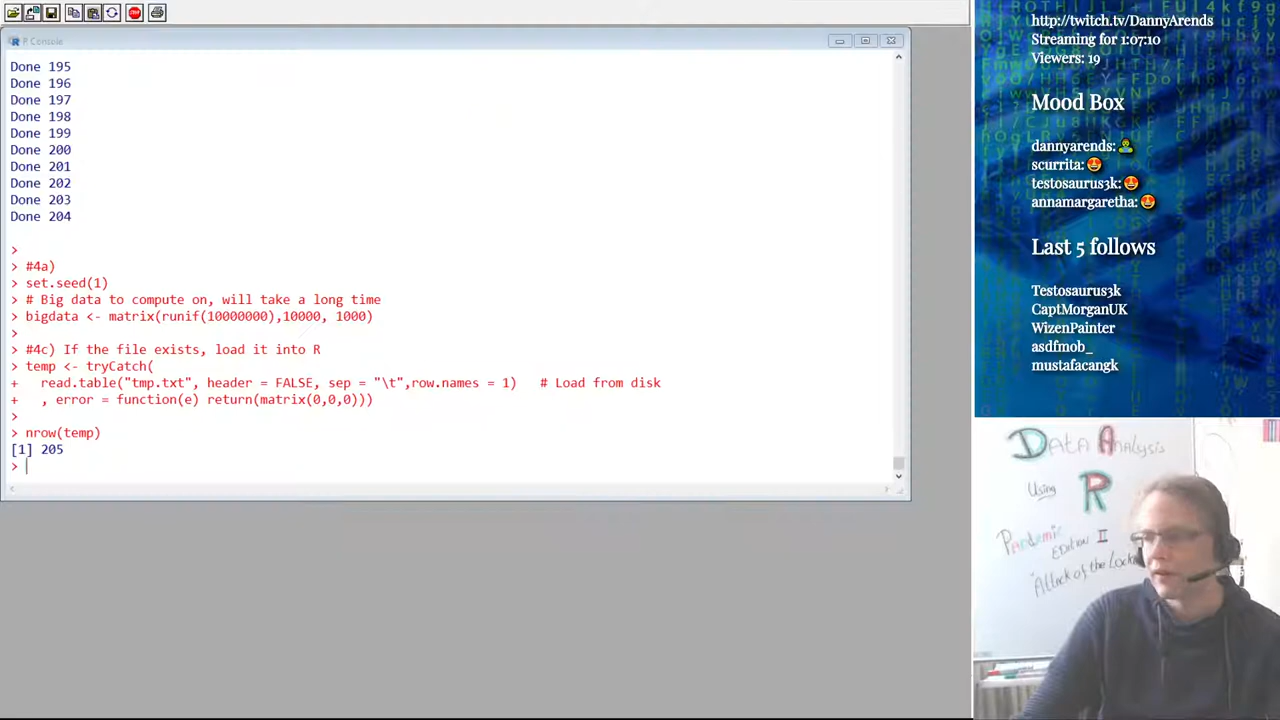 R Console
Done 195
Done 196
Done 197
Done 198
Done 199
Done 200
Done 201
Done 202
Done 203
Done 204
>
> #4a)
> set.seed(1)
> # Big data to compute on, will take a long time
> bigdata <- matrix(runif(10000000),10000, 1000)
>
> #4c) If the file exists, load it into R
> temp <- tryCatch(
+   read.table("tmp.txt", header = FALSE, sep = "\t",row.names = 1)   # Load from disk
+   , error = function(e) return(matrix(0,0,0)))
>
> nrow(temp)
[1] 205
>
http://twitch.tv/DannyArends
Streaming for 1:07:10
Viewers: 19
Mood Box
dannyarends:
scurrita:
testosaurus3k:
annamargaretha:
Last 5 follows
Testosaurus3k
CaptMorganUK
WizenPainter
asdfmob_
mustafacangk
Data Analysis
Using R
Pandemic
Edition II
"Attack of the